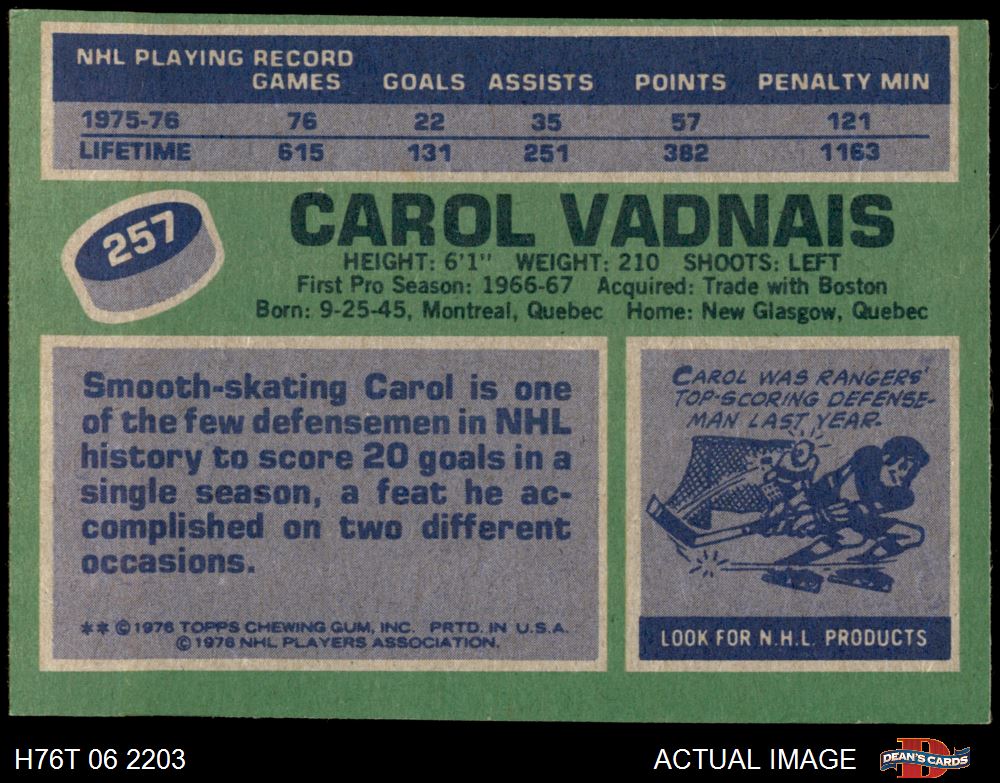 NHL PLAYING RECORD
GAMES GOALS ASSISTS POINTS PENALTY MIN
1975-76 76 22 35 57 121
LIFETIME 615 131 251 382 1163
257
CAROL VADNAIS
HEIGHT: 6'1" WEIGHT: 210 SHOOTS: LEFT
First Pro Season: 1966-67 Acquired: Trade with Boston
Born: 9-25-45, Montreal, Quebec Home: New Glasgow, Quebec
Smooth-skating Carol is one
of the few defensemen in NHL
history to score 20 goals in a
single season, a feat he ac-
complished on two different
occasions.
** © 1976 TOPPS CHEWING GUM, INC. PRTD. IN U.S.A.
© 1976 NHL PLAYERS ASSOCIATION.
CAROL WAS RANGERS'
TOP-SCORING DEFENSE-
MAN LAST YEAR.
LOOK FOR N.H.L. PRODUCTS
H76T 06 2203 ACTUAL IMAGE
D
DEAN'S CARDS